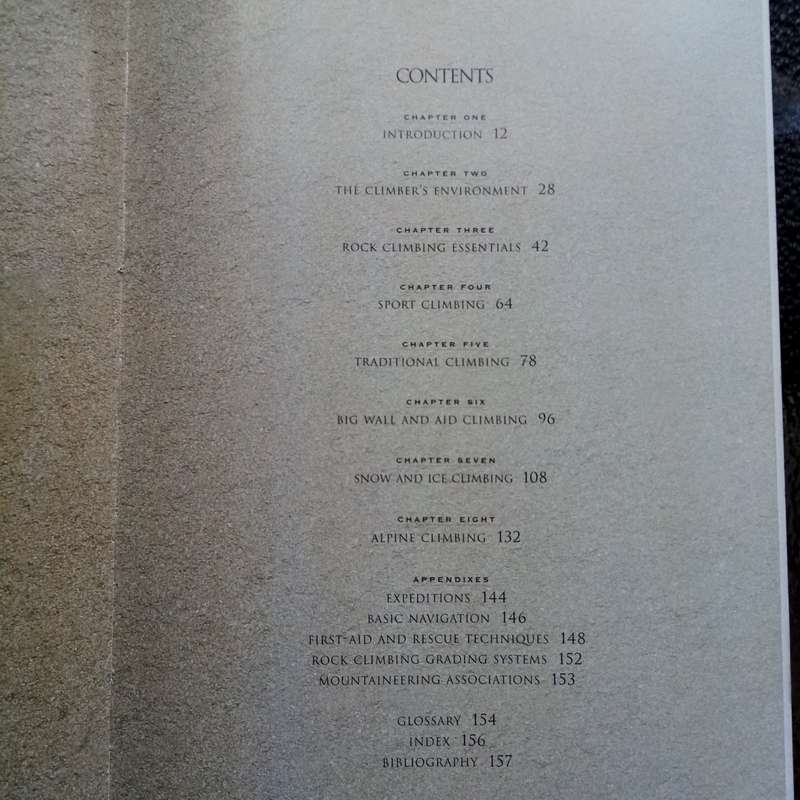 CONTENTS
CHAPTER ONE
INTRODUCTION 12
CHAPTER TWO
THE CLIMBER'S ENVIRONMENT 28
CHAPTER THREE
ROCK CLIMBING ESSENTIALS 42
CHAPTER FOUR
SPORT CLIMBING 64
CHAPTER FIVE
TRADITIONAL CLIMBING 78
CHAPTER SIX
BIG WALL AND AID CLIMBING 96
CHAPTER SEVEN
SNOW AND ICE CLIMBING 108
CHAPTER EIGHT
ALPINE CLIMBING 132
APPENDIXES
EXPEDITIONS 144
BASIC NAVIGATION 146
FIRST-AID AND RESCUE TECHNIQUES 148
ROCK CLIMBING GRADING SYSTEMS 152
MOUNTAINEERING ASSOCIATIONS 153
GLOSSARY 154
INDEX 156
BIBLIOGRAPHY 157